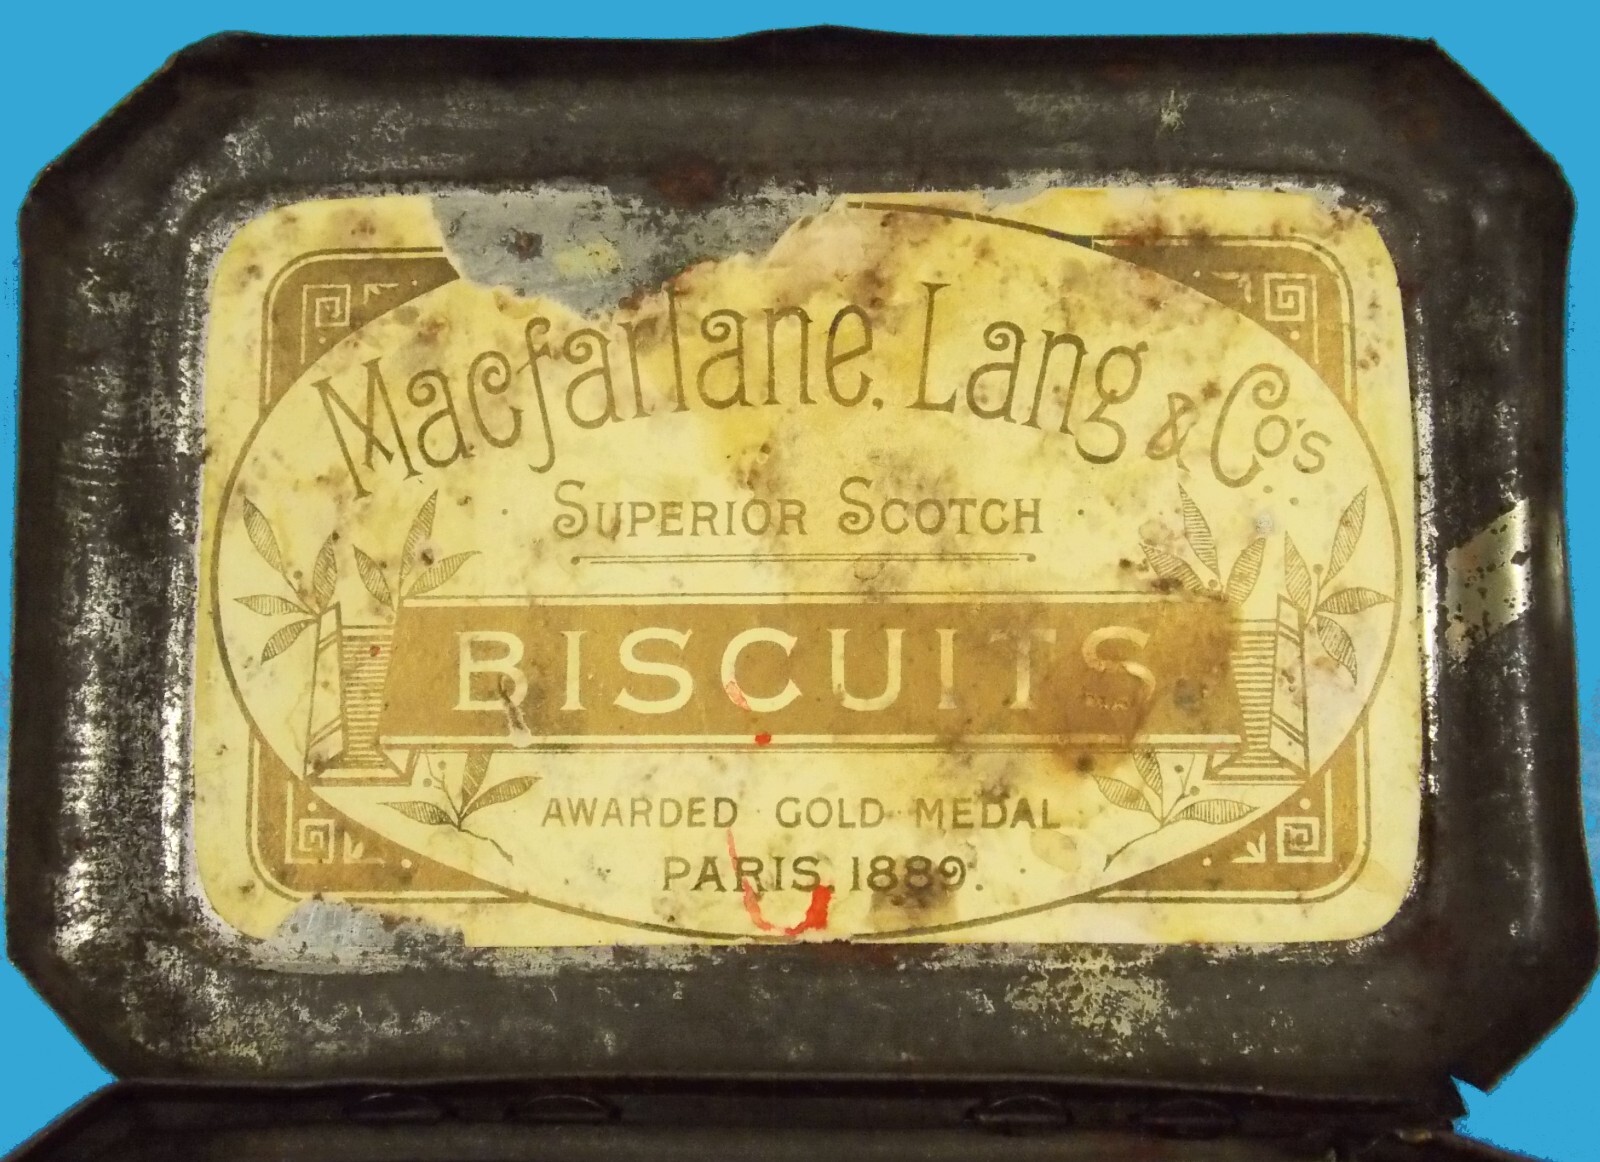 Macfarlane, Lang & Co's
SUPERIOR SCOTCH
BISCUITS
AWARDED GOLD MEDAL
PARIS. 1889.